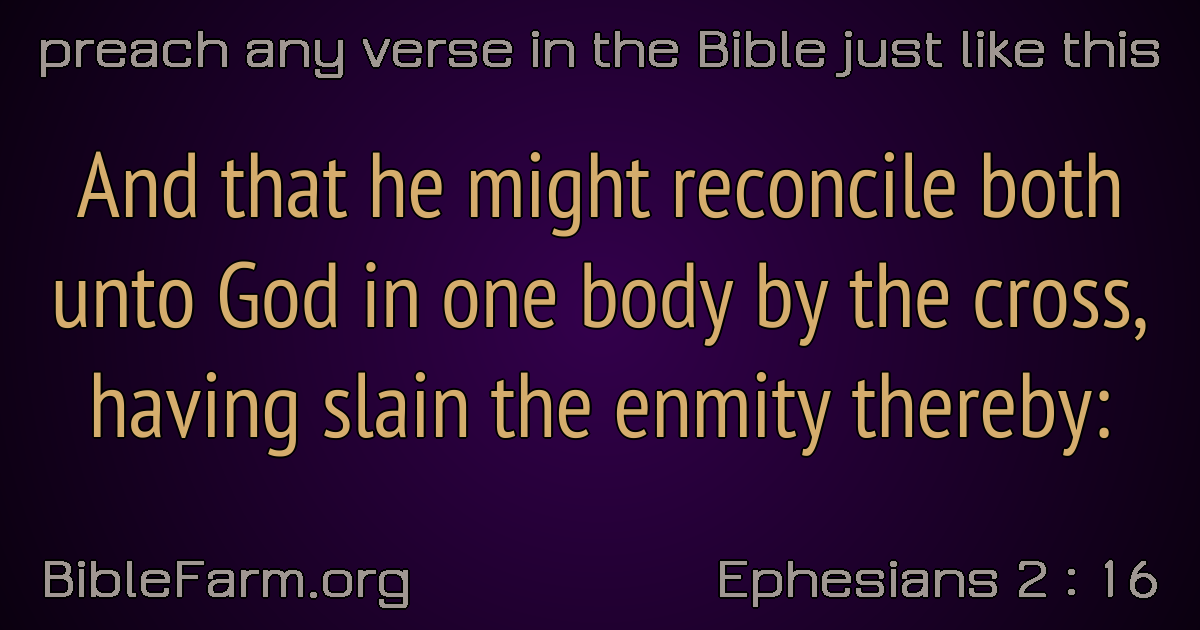 preach any verse in the Bible just like this
And that he might reconcile both
unto God in one body by the cross,
having slain the enmity thereby:
BibleFarm.org
Ephesians 2 : 16